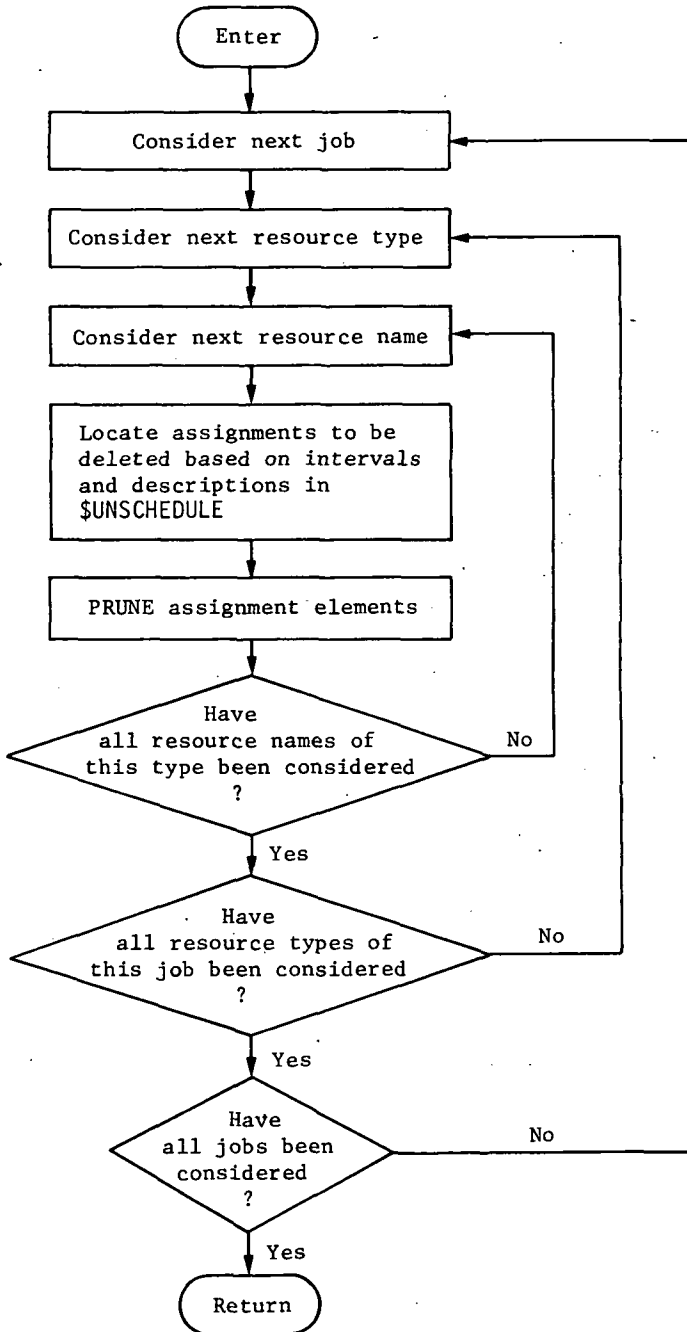 Enter
Consider next job
Consider next resource type
Consider next resource name
Locate assignments to be
deleted based on intervals
and descriptions in
$UNSCHEDULE
PRUNE assignment elements
Have
all resource names of
this type been considered
?
No
Yes
Have
all resource types of
this job been considered
?
No
Yes
Have
all jobs been
considered
?
No
Yes
Return